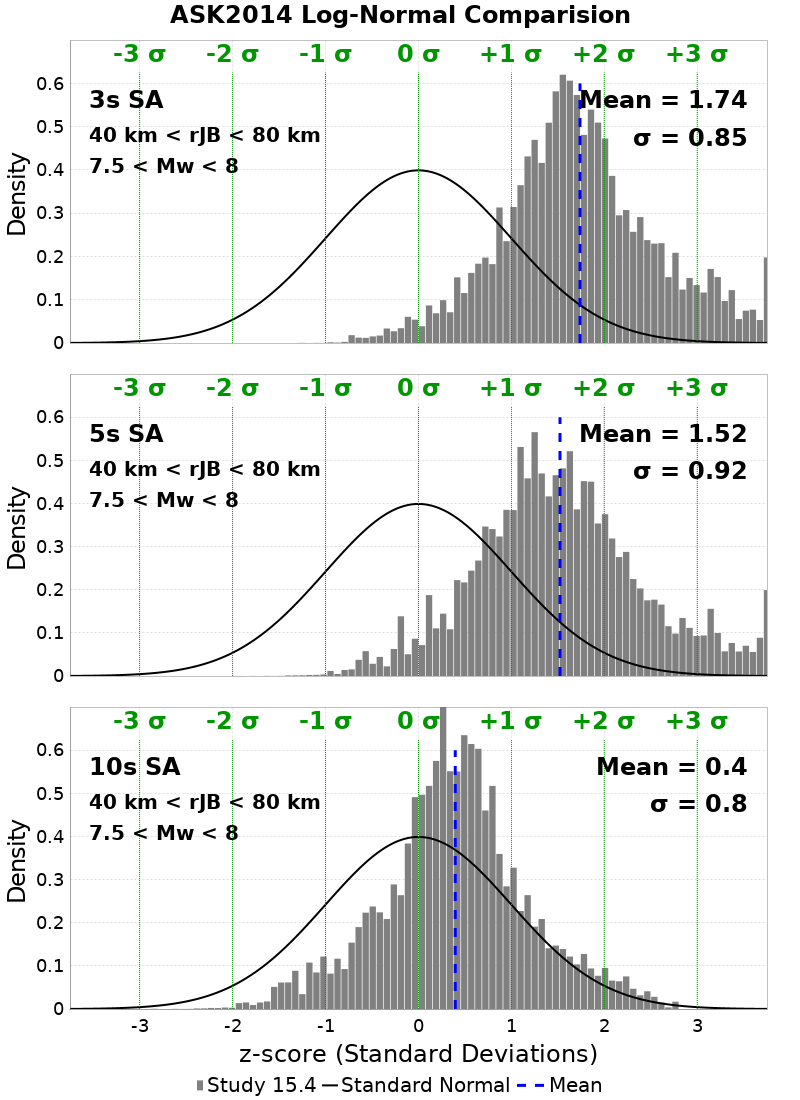 ASK2014 Log-Normal Comparision
-3 σ -2 σ -1 σ 0 σ +1 σ +2 σ +3 σ
3s SA
40 km < rJB < 80 km
7.5 < Mw < 8
Mean = 1.74
σ = 0.85
Density
0.6
0.5
0.4
0.3
0.2
0.1
0
-3 σ -2 σ -1 σ 0 σ +1 σ +2 σ +3 σ
5s SA
40 km < rJB < 80 km
7.5 < Mw < 8
Mean = 1.52
σ = 0.92
Density
0.6
0.5
0.4
0.3
0.2
0.1
0
-3 σ -2 σ -1 σ 0 σ +1 σ +2 σ +3 σ
10s SA
40 km < rJB < 80 km
7.5 < Mw < 8
Mean = 0.4
σ = 0.8
Density
0.6
0.5
0.4
0.3
0.2
0.1
0
-3 -2 -1 0 1 2 3
z-score (Standard Deviations)
Study 15.4 Standard Normal Mean